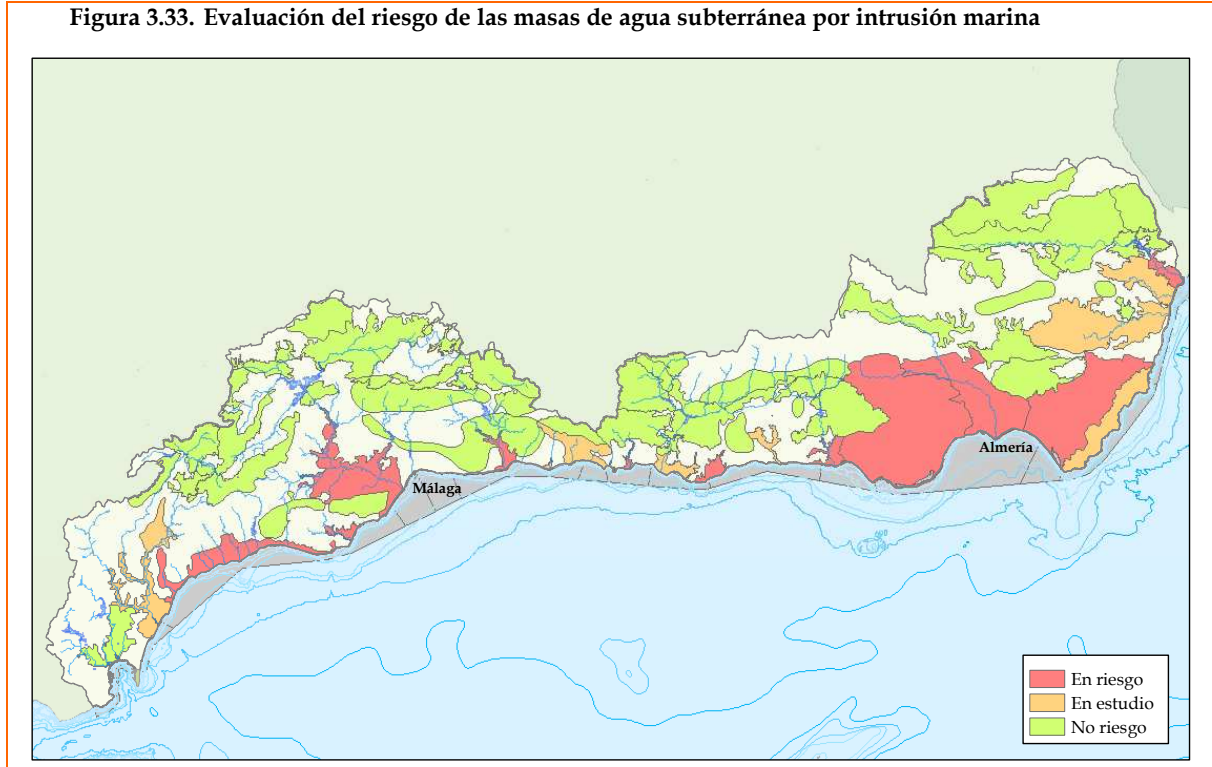 Figura 3.33. Evaluación del riesgo de las masas de agua subterránea por intrusión marina
Almería
Málaga
En riesgo
En estudio
No riesgo